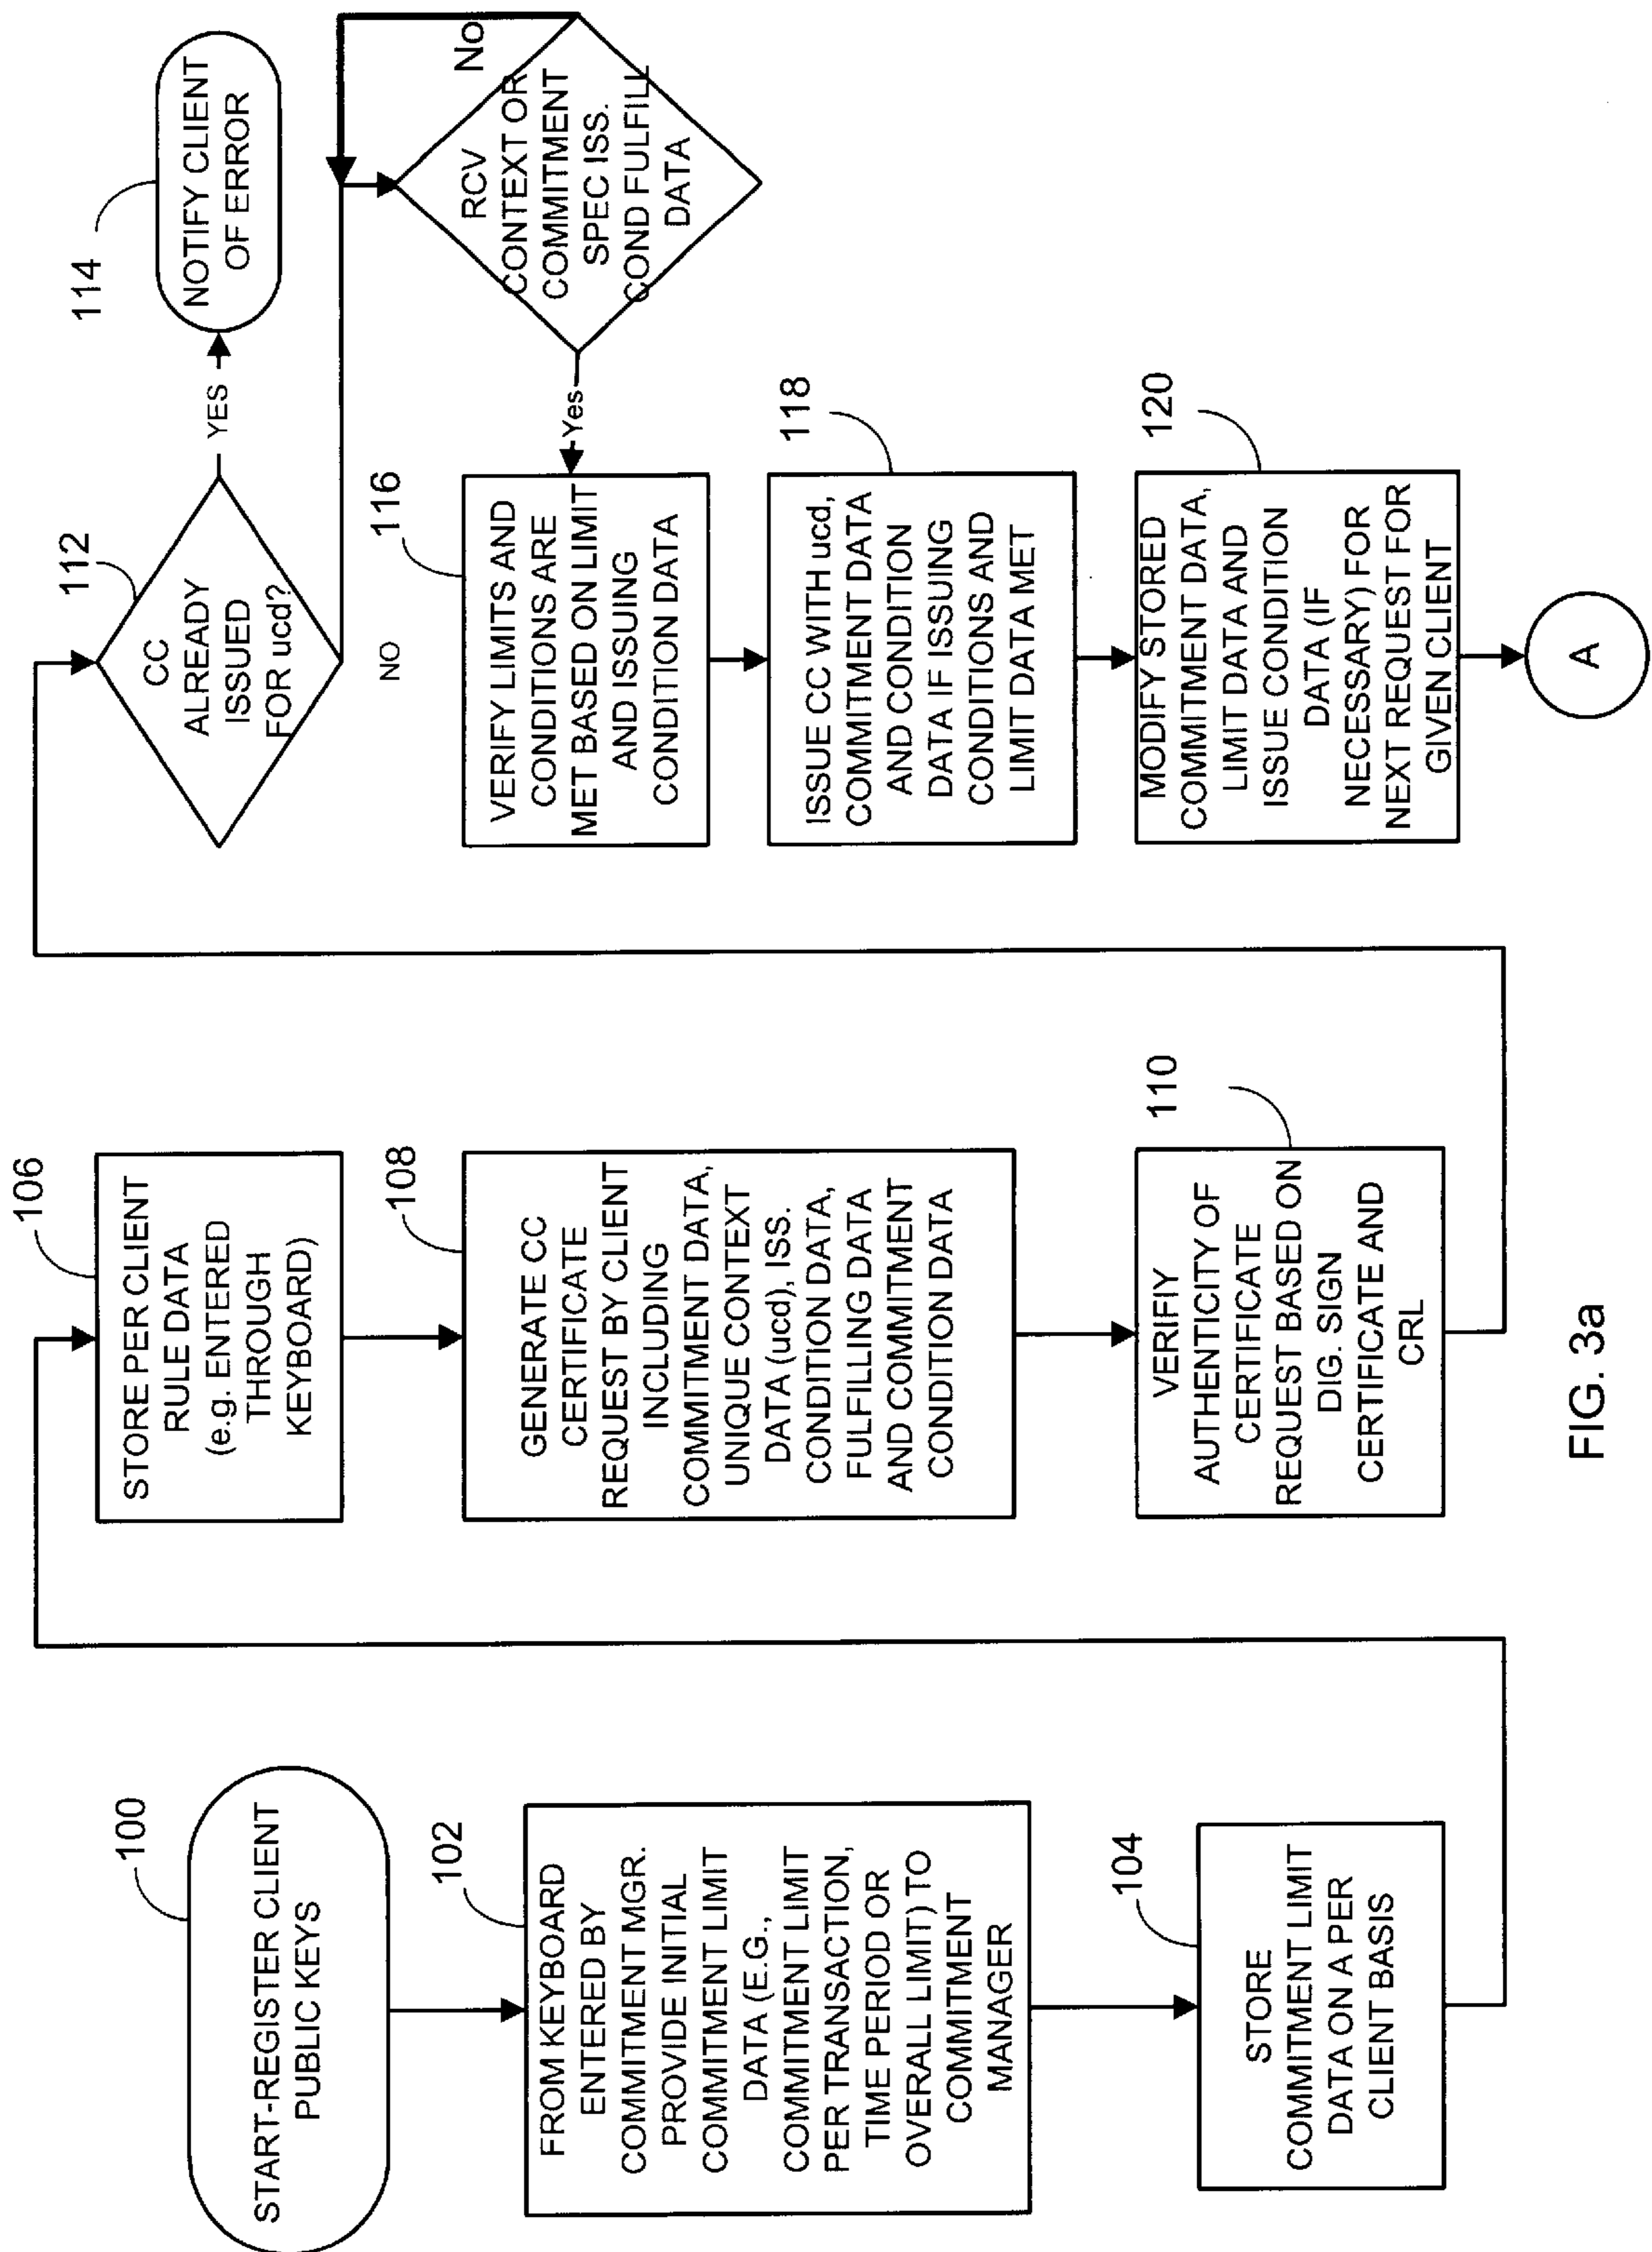 100
START-REGISTER CLIENT
PUBLIC KEYS
102
FROM KEYBOARD
ENTERED BY
COMMITMENT MGR.
PROVIDE INITIAL
COMMITMENT LIMIT
DATA (E.G.,
COMMITMENT LIMIT
PER TRANSACTION,
TIME PERIOD OR
OVERALL LIMIT) TO
COMMITMENT
MANAGER
104
STORE
COMMITMENT LIMIT
DATA ON A PER
CLIENT BASIS
106
STORE PER CLIENT
RULE DATA
(e.g. ENTERED
THROUGH
KEYBOARD)
108
GENERATE CC
CERTIFICATE
REQUEST BY CLIENT
INCLUDING
COMMITMENT DATA,
UNIQUE CONTEXT
DATA (ucd), ISS.
CONDITION DATA,
FULFILING DATA
AND COMMITMENT
CONDITION DATA
110
VERIFIY
AUTHENTICITY OF
CERTIFICATE
REQUEST BASED ON
DIG. SIGN
CERTIFICATE AND
CRL
112
CC
ALREADY
ISSUED
FOR ucd?
YES
114
NOTIFY CLIENT
OF ERROR
NO
No
RCV
CONTEXT OR
COMMITMENT
SPEC ISS.
COND FULFILL
DATA
Yes
116
VERIFY LIMITS AND
CONDITIONS ARE
MET BASED ON LIMIT
AND ISSUING
CONDITION DATA
118
ISSUE CC WITH ucd,
COMMITMENT DATA
AND CONDITION
DATA IF ISSUING
CONDITIONS AND
LIMIT DATA MET
120
MODIFY STORED
COMMITMENT DATA,
LIMIT DATA AND
ISSUE CONDITION
DATA (IF
NECESSARY) FOR
NEXT REQUEST FOR
GIVEN CLIENT
A
FIG. 3a